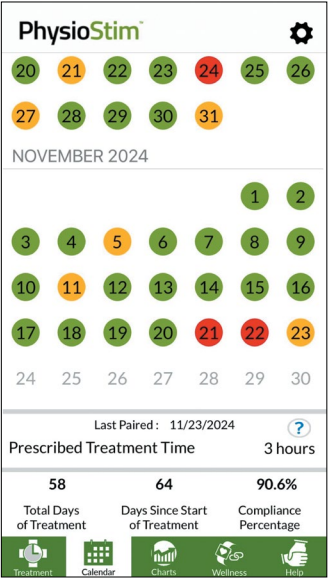 PhysioStim
20 21 22 23 24 25 26
27 28 29 30 31
NOVEMBER 2024
1 2
3 4 5 6 7 8 9
10 11 12 13 14 15 16
17 18 19 20 21 22 23
24 25 26 27 28 29 30
Last Paired : 11/23/2024 ?
Prescribed Treatment Time 3 hours
58 64 90.6%
Total Days Days Since Start Compliance
of Treatment of Treatment Percentage
Treatment Calendar Charts Wellness Help